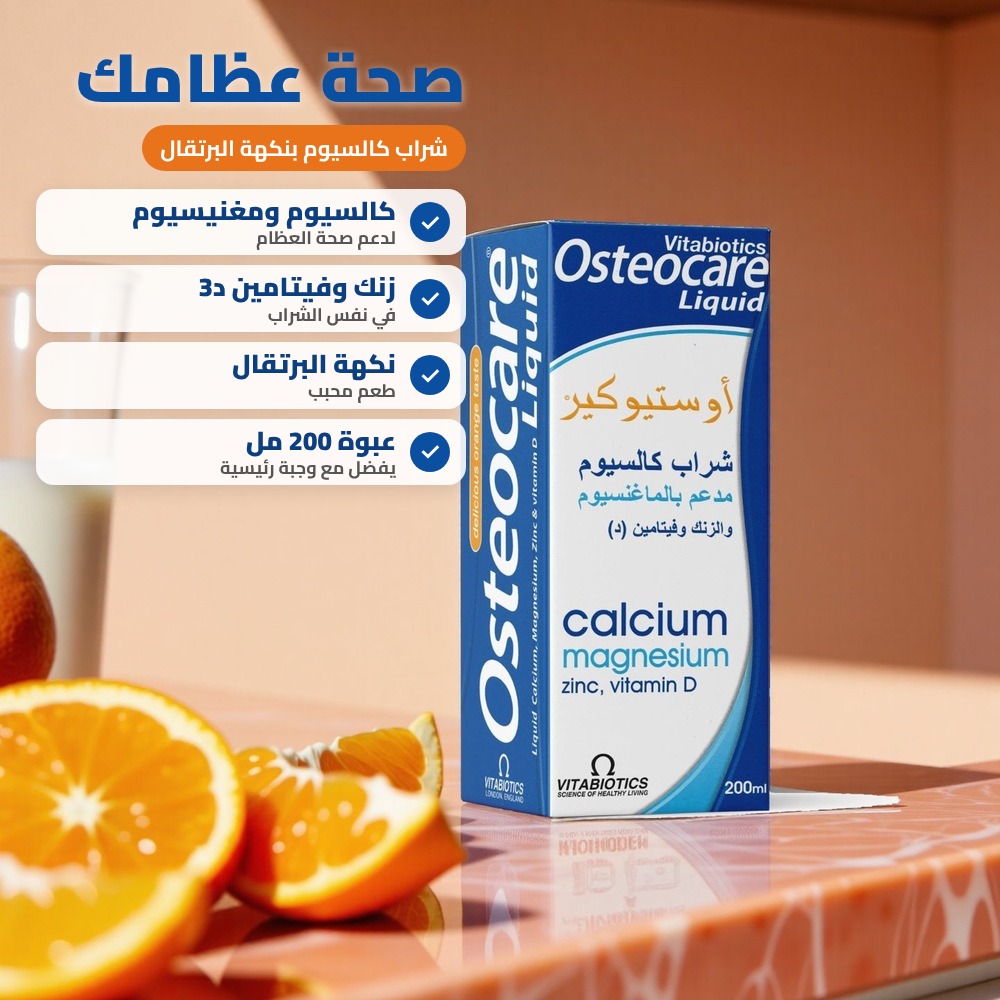 صحة عظامك
شراب كالسيوم بنكهة البرتقال
كالسيوم ومغنيسيوم
لدعم صحة العظام
زنك وفيتامين د3
في نفس الشراب
نكهة البرتقال
طعم محبب
عبوة 200 مل
يفضل مع وجبة رئيسية
Osteocare®
Liquid
delicious orange taste
Liquid Calcium, Magnesium, Zinc & vitamin D
VITABIOTICS
LONDON, ENGLAND
Vitabiotics
Osteocare
Liquid
أوستيوكير
شراب كالسيوم
مدعم بالماغنسيوم
والزنك وفيتامين (د)
calcium
magnesium
zinc, vitamin D
VITABIOTICS
SCIENCE OF HEALTHY LIVING
200ml